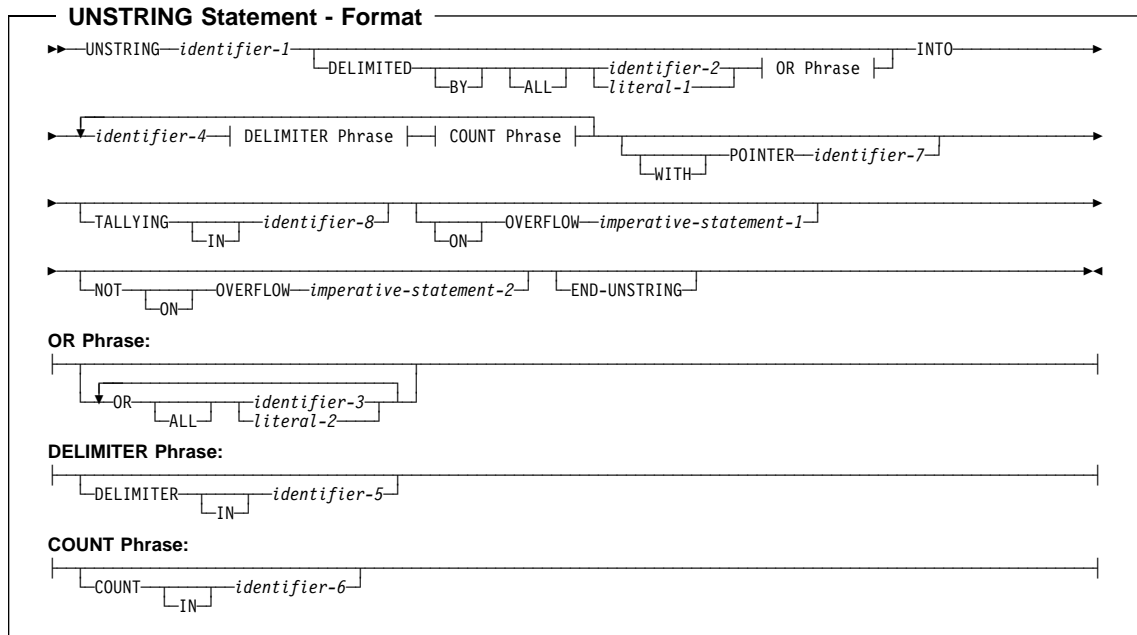 UNSTRING Statement - Format
UNSTRING identifier-1 INTO
DELIMITED identifier-2 OR Phrase
BY ALL literal-1
identifier-4 DELIMITER Phrase COUNT Phrase
POINTER identifier-7
WITH
TALLYING identifier-8 OVERFLOW imperative-statement-1
IN ON
NOT OVERFLOW imperative-statement-2 END-UNSTRING
ON
OR Phrase:
OR identifier-3
ALL literal-2
DELIMITER Phrase:
DELIMITER identifier-5
IN
COUNT Phrase:
COUNT identifier-6
IN